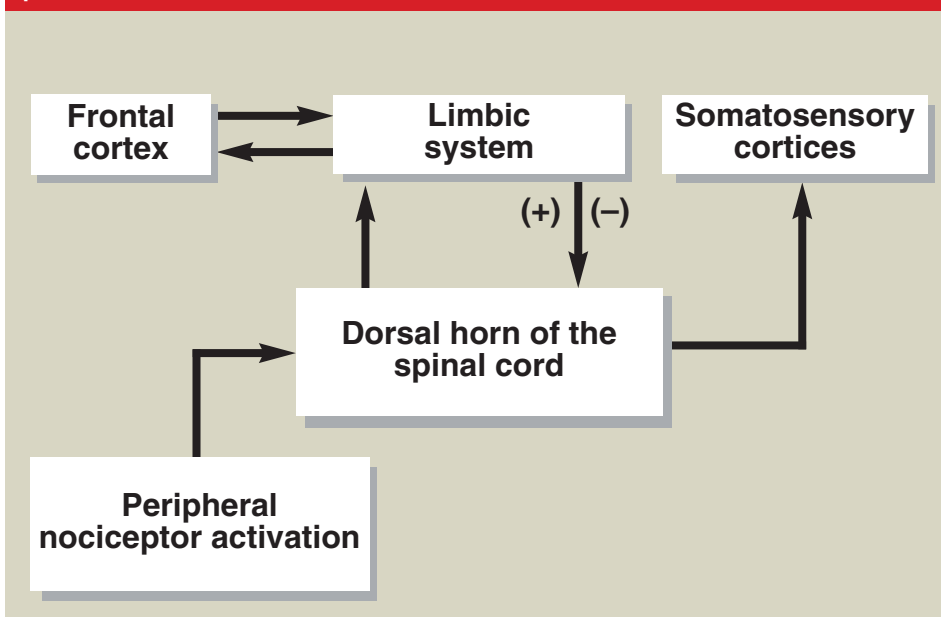 Frontal
cortex
Limbic
system
Somatosensory
cortices
(+) (–)
Dorsal horn of the
spinal cord
Peripheral
nociceptor activation